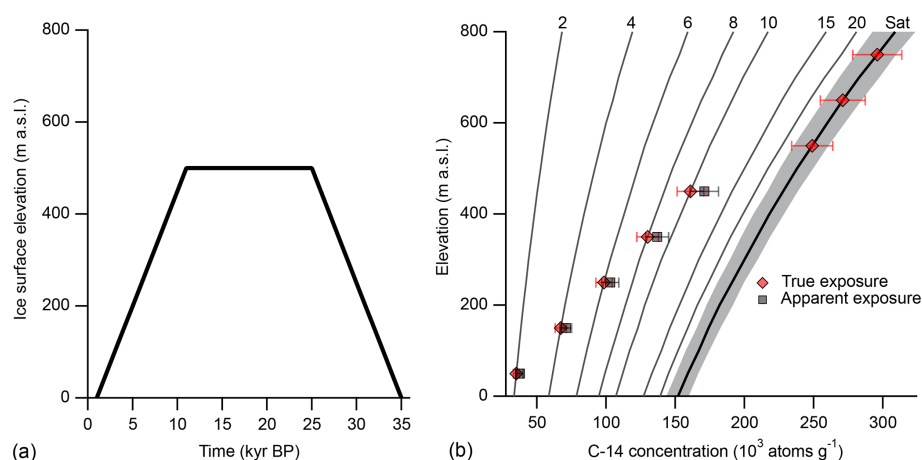 800
600
400
200
0
Ice surface elevation (m a.s.l.)
0 5 10 15 20 25 30 35
Time (kyr BP)
(a)
2 4 6 8 10 15 20 Sat
800
600
400
200
0
Elevation (m a.s.l.)
True exposure
Apparent exposure
50 100 150 200 250 300
C-14 concentration (10³ atoms g⁻¹)
(b)